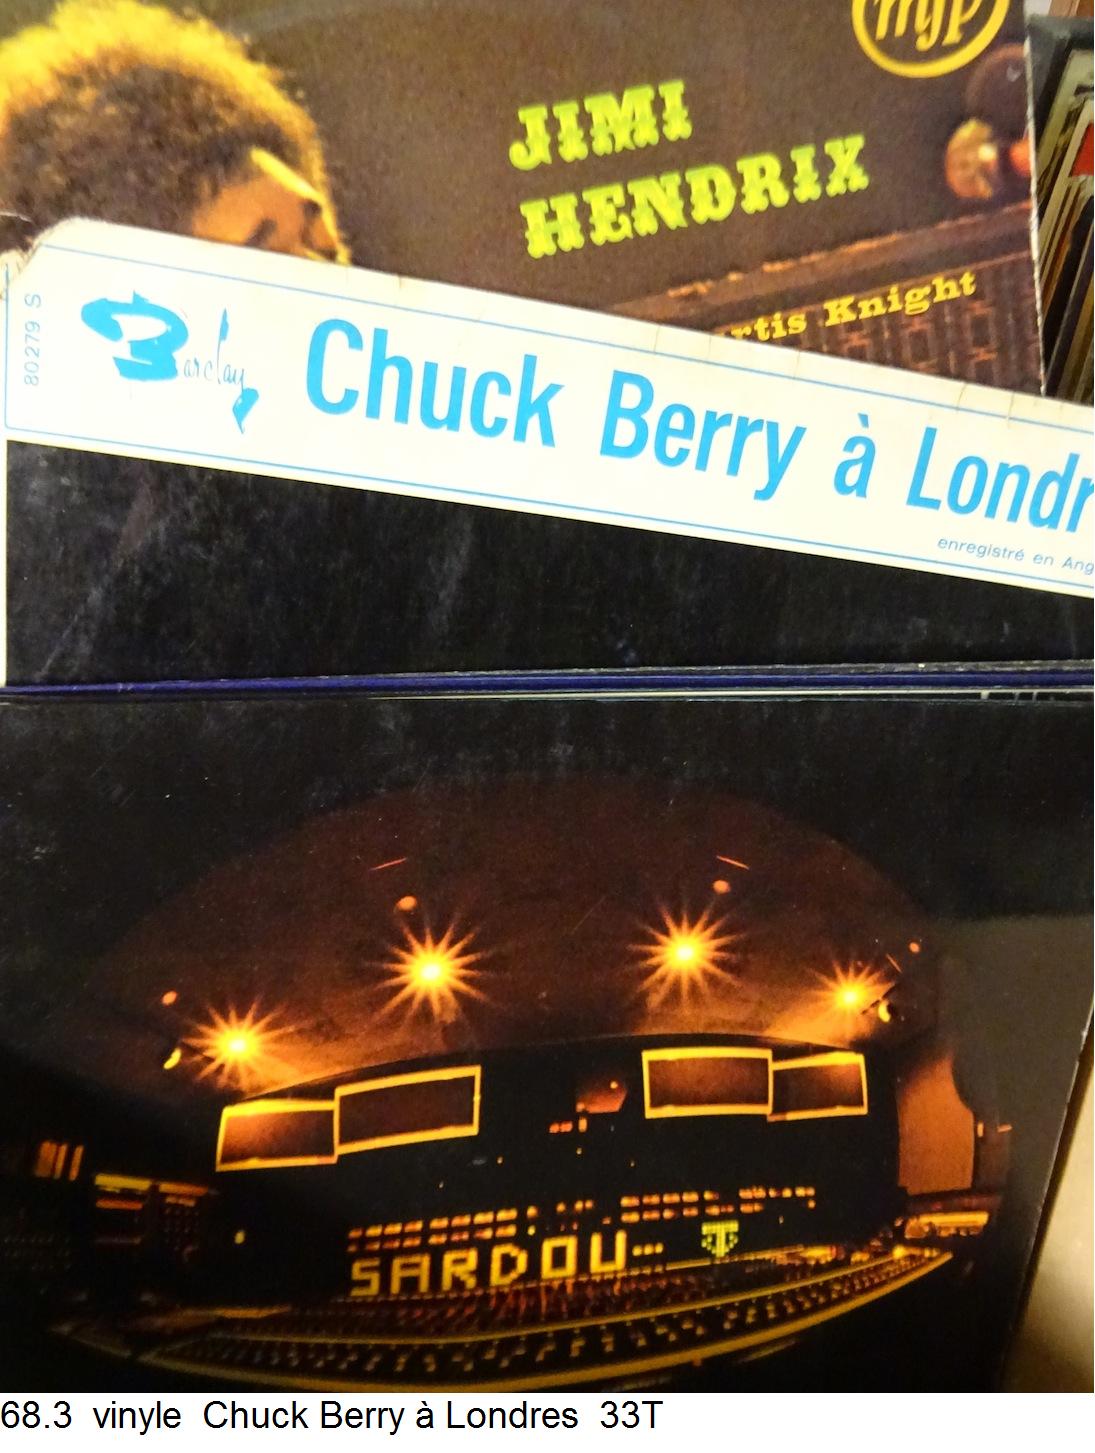 mfp
JIMI
HENDRIX
Knight
80279 S
Barclay
Chuck Berry à Londr
enregistré en Ang
SARDOU...
68.3 vinyle Chuck Berry à Londres 33T